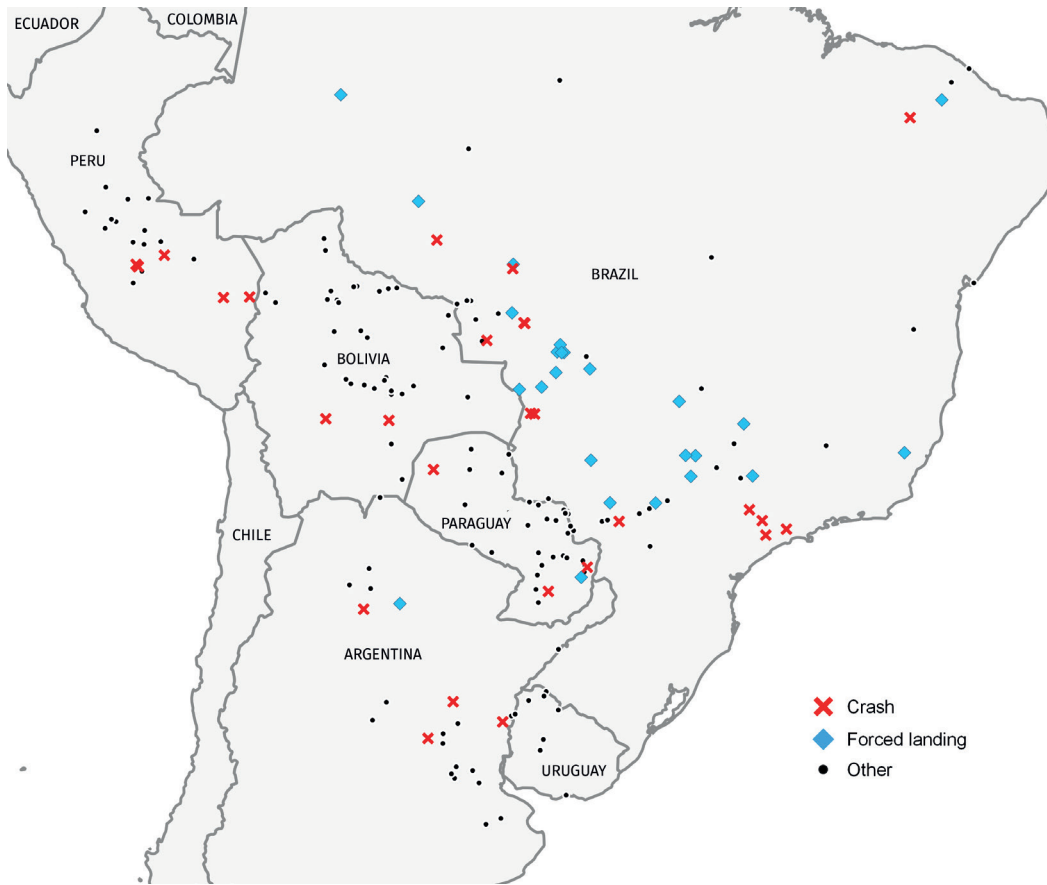 COLOMBIA
ECUADOR
PERU
BRAZIL
BOLIVIA
PARAGUAY
CHILE
ARGENTINA
URUGUAY
Crash
Forced landing
Other